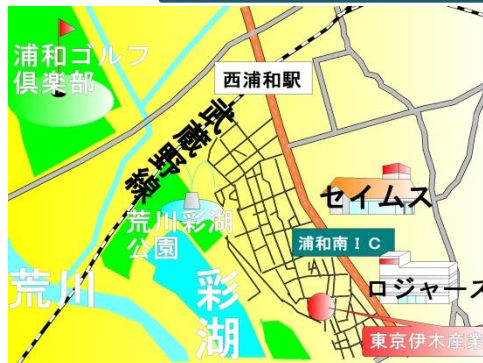 浦和ゴルフ
倶楽部
西浦和駅
武蔵野線
セイムス
荒川彩湖
公園
浦和南ＩＣ
荒川
彩湖
ロジャース
東京伊木産業